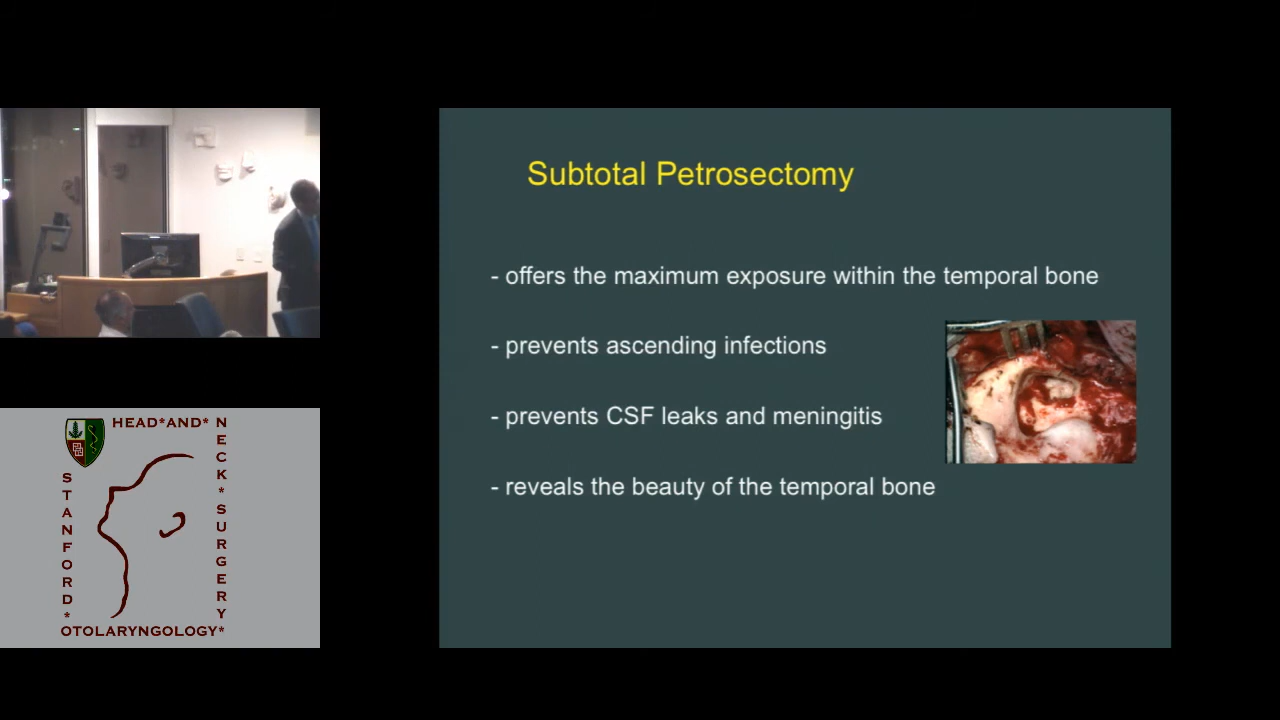 Subtotal Petrosectomy
- offers the maximum exposure within the temporal bone
- prevents ascending infections
- prevents CSF leaks and meningitis
- reveals the beauty of the temporal bone
HEAD*AND*
NECK*SURGERY
STANFORD*
OTOLARYNGOLOGY*